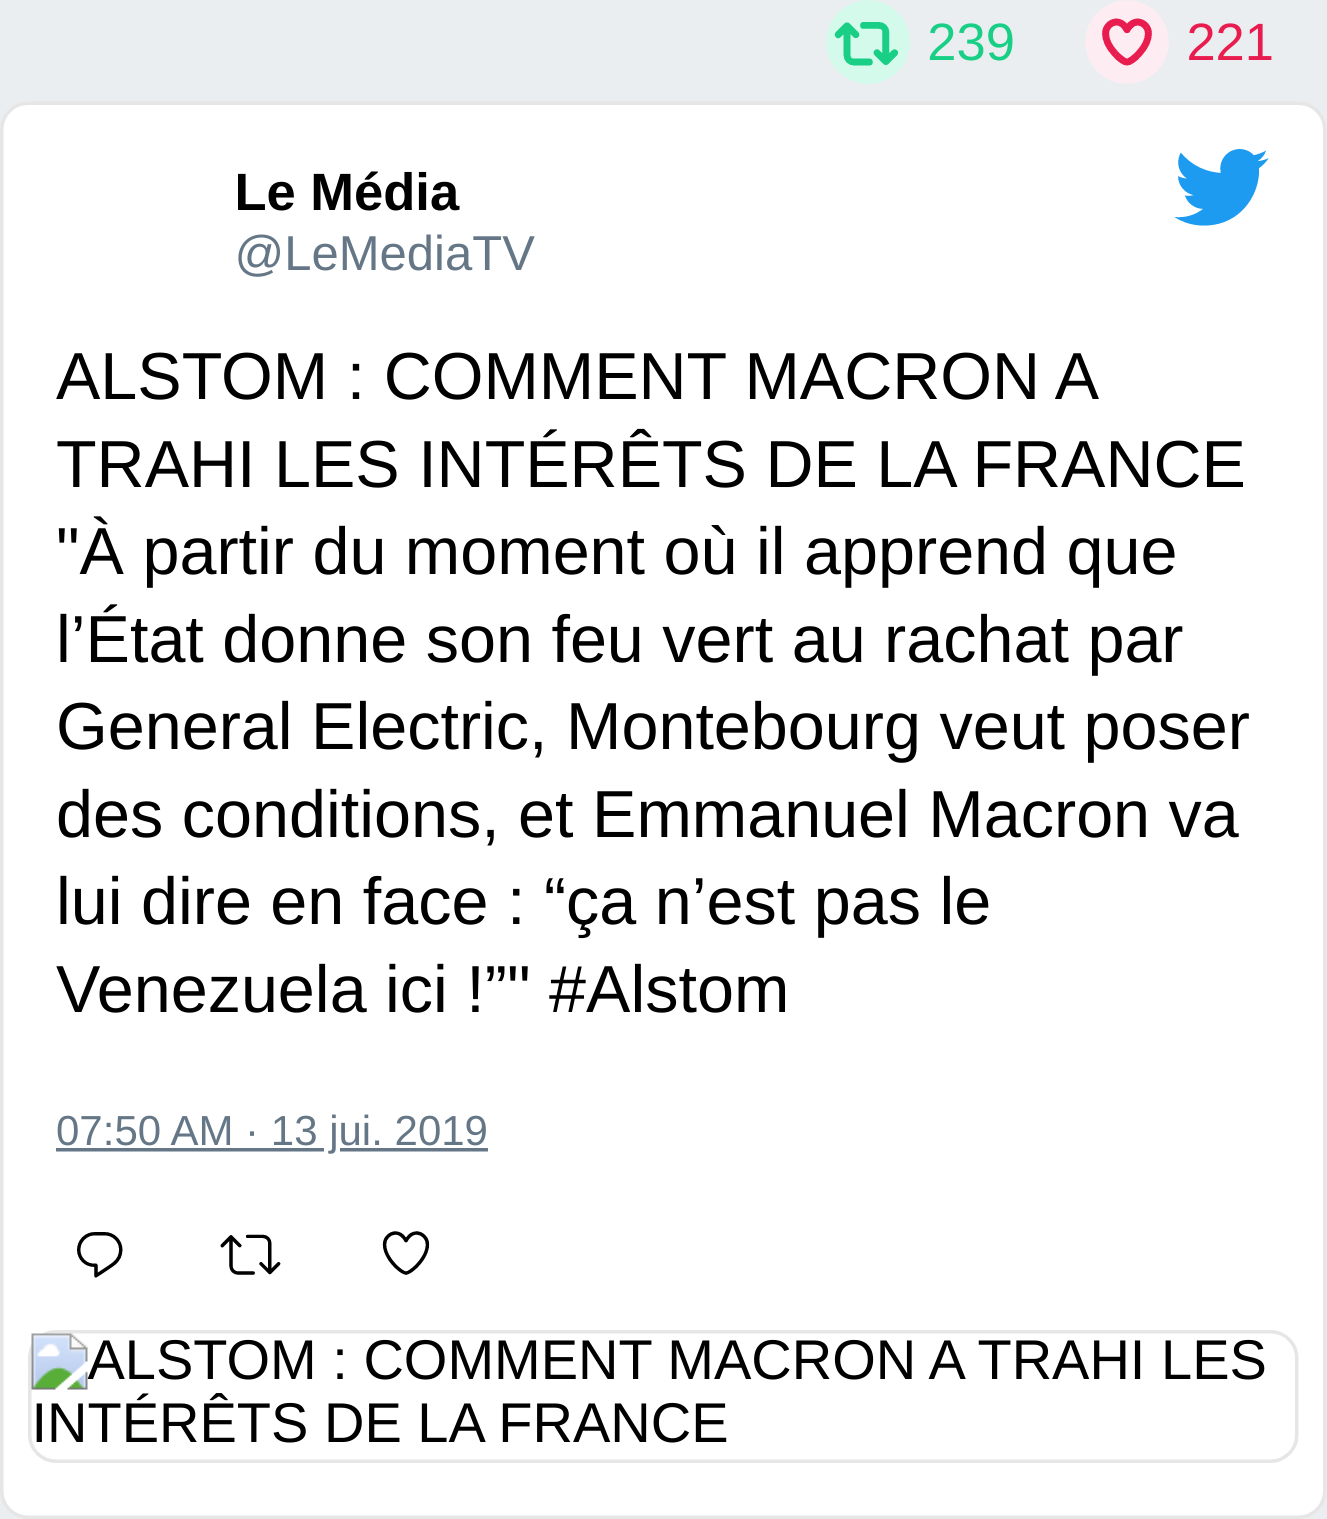 239 221
Le Média
@LeMediaTV
ALSTOM : COMMENT MACRON A
TRAHI LES INTÉRÊTS DE LA FRANCE
"À partir du moment où il apprend que
l’État donne son feu vert au rachat par
General Electric, Montebourg veut poser
des conditions, et Emmanuel Macron va
lui dire en face : “ça n’est pas le
Venezuela ici !”" #Alstom
07:50 AM · 13 jui. 2019
ALSTOM : COMMENT MACRON A TRAHI LES
INTÉRÊTS DE LA FRANCE